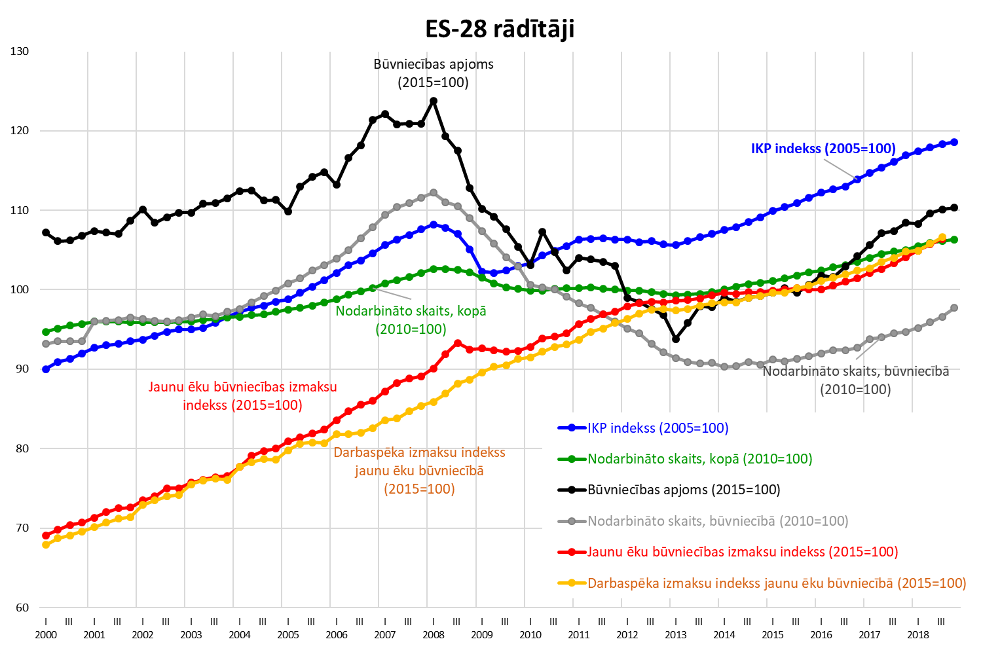 ES-28 rādītāji
130
120
110
100
90
80
70
60
Būvniecības apjoms
(2015=100)
IKP indekss (2005=100)
Nodarbināto skaits, kopā
(2010=100)
Jaunu ēku būvniecības izmaksu
indekss (2015=100)
Nodarbināto skaits, būvniecībā
(2010=100)
Darbaspēka izmaksu indekss
jaunu ēku būvniecībā
(2015=100)
IKP indekss (2005=100)
Nodarbināto skaits, kopā (2010=100)
Būvniecības apjoms (2015=100)
Nodarbināto skaits, būvniecībā (2010=100)
Jaunu ēku būvniecības izmaksu indekss (2015=100)
Darbaspēka izmaksu indekss jaunu ēku būvniecībā (2015=100)
I III I III I III I III I III I III I III I III I III I III I III I III I III I III I III I III I III I III I III
2000 2001 2002 2003 2004 2005 2006 2007 2008 2009 2010 2011 2012 2013 2014 2015 2016 2017 2018